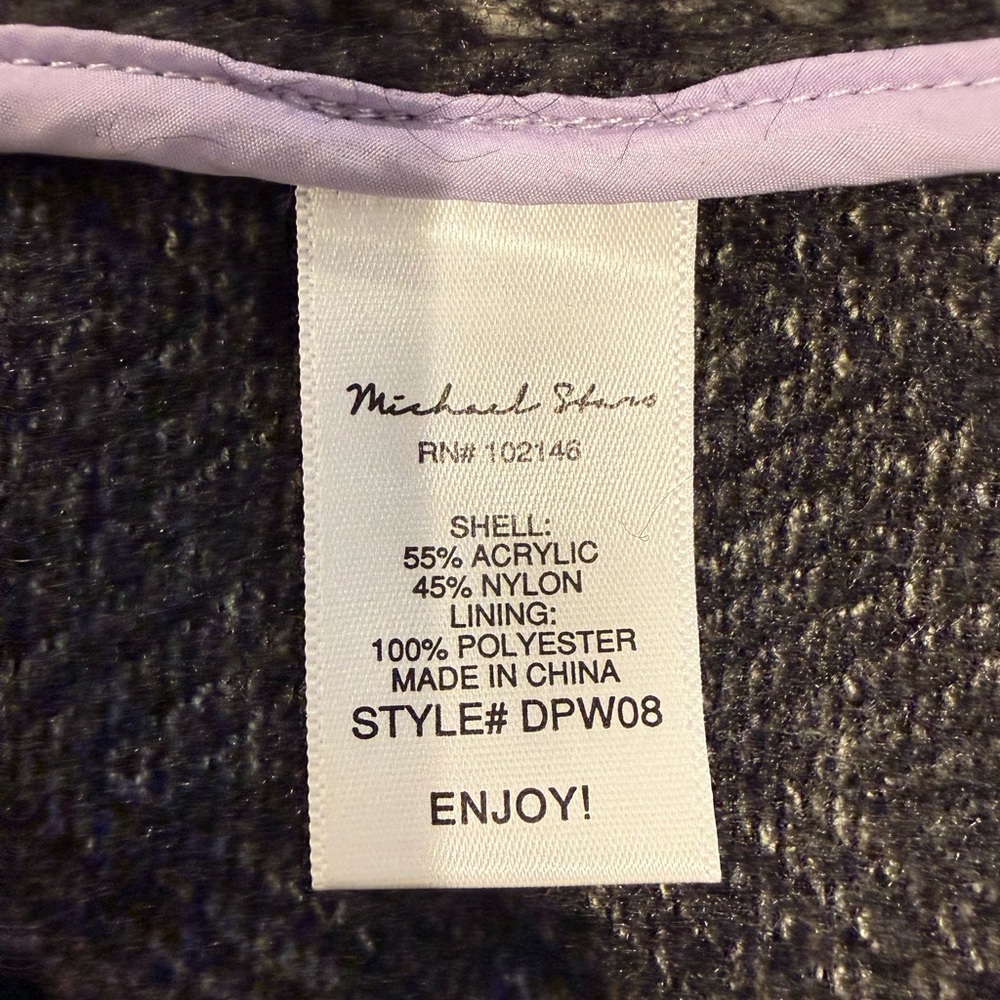 Michael Stars
RN# 102146
SHELL:
55% ACRYLIC
45% NYLON
LINING:
100% POLYESTER
MADE IN CHINA
STYLE# DPW08
ENJOY!